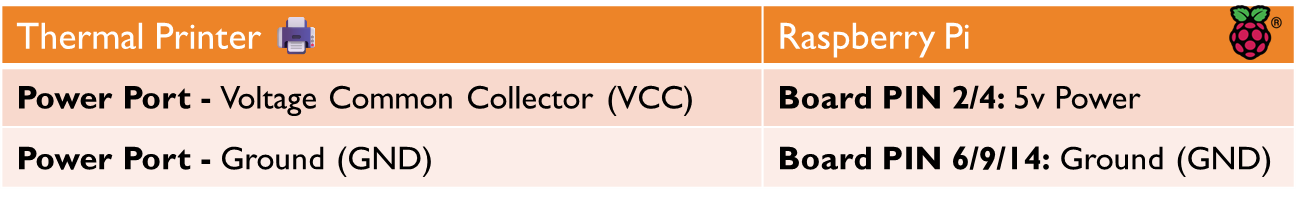 Thermal Printer
Raspberry Pi ®
Power Port - Voltage Common Collector (VCC)
Board PIN 2/4: 5v Power
Power Port - Ground (GND)
Board PIN 6/9/14: Ground (GND)